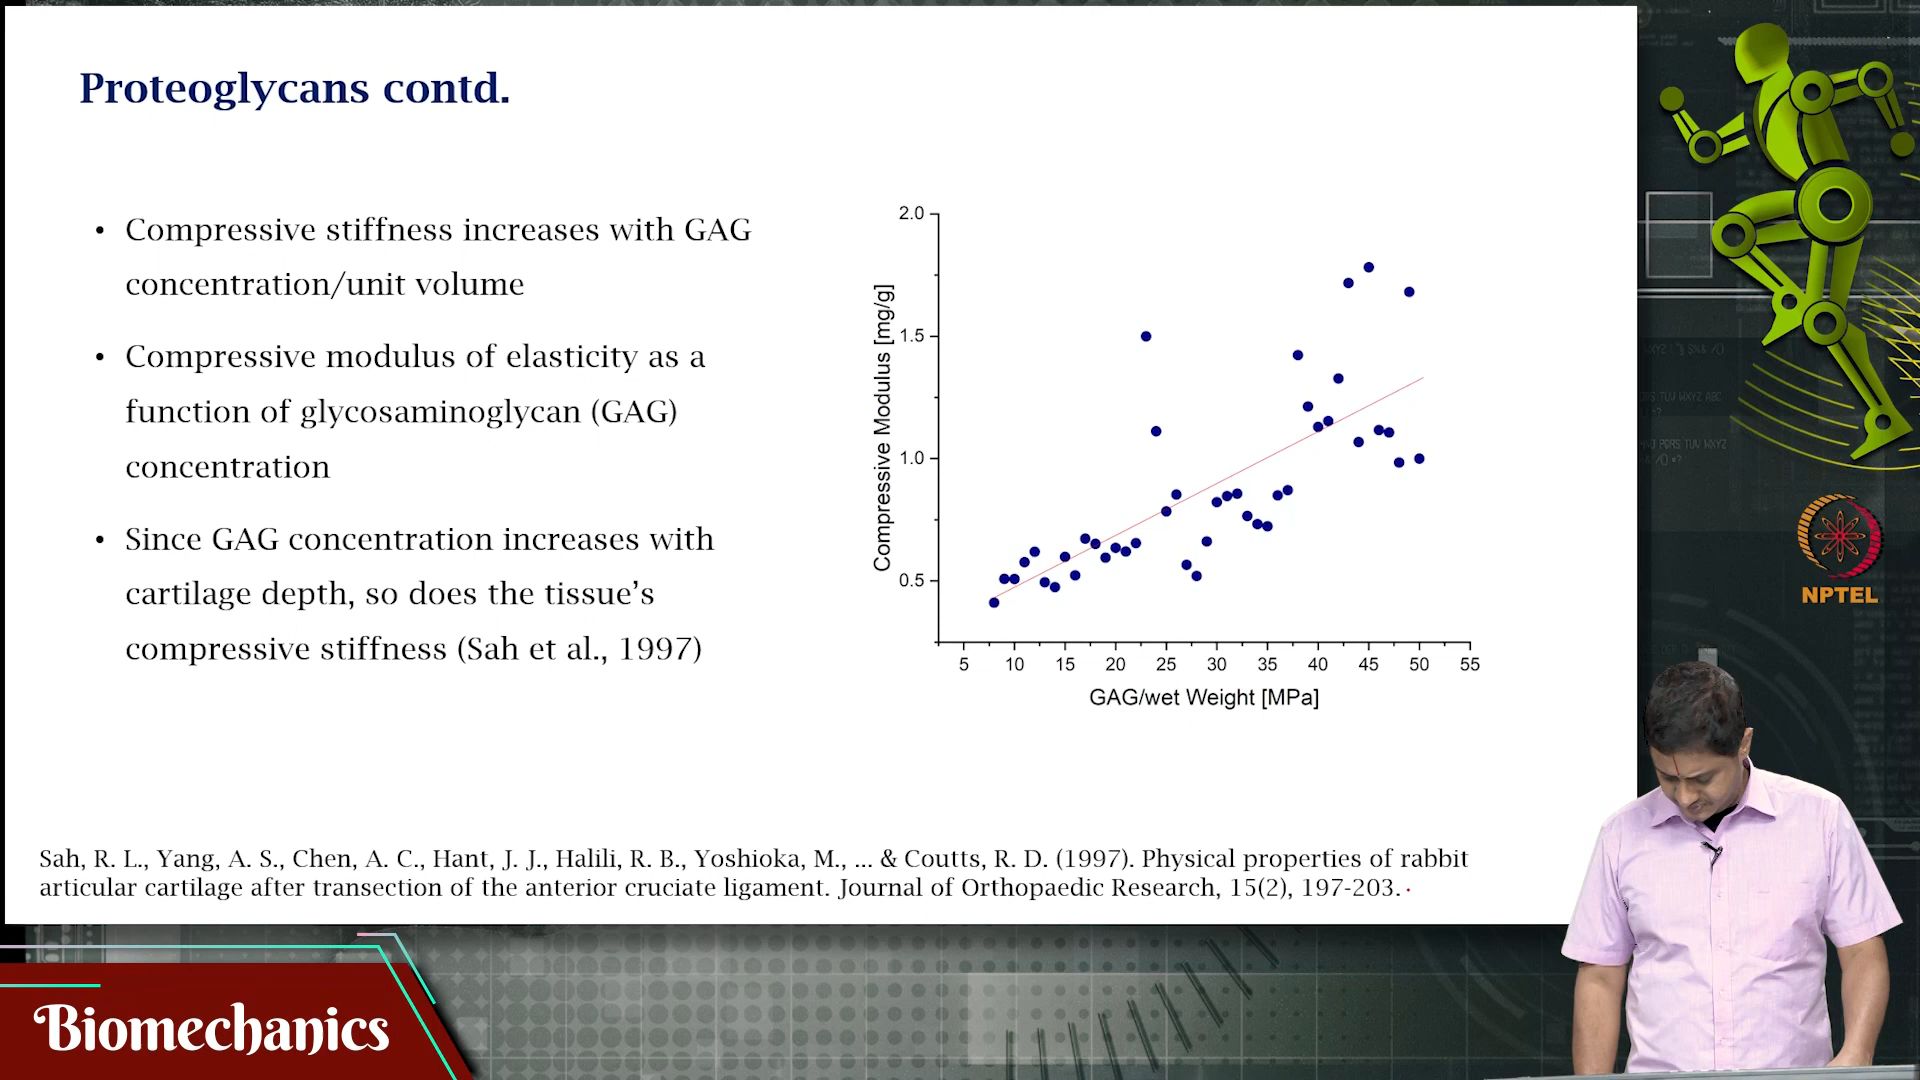 Proteoglycans contd.
• Compressive stiffness increases with GAG
concentration/unit volume
• Compressive modulus of elasticity as a
function of glycosaminoglycan (GAG)
concentration
• Since GAG concentration increases with
cartilage depth, so does the tissue’s
compressive stiffness (Sah et al., 1997)
Compressive Modulus [mg/g]
2.0
1.5
1.0
0.5
5 10 15 20 25 30 35 40 45 50 55
GAG/wet Weight [MPa]
Sah, R. L., Yang, A. S., Chen, A. C., Hant, J. J., Halili, R. B., Yoshioka, M., ... & Coutts, R. D. (1997). Physical properties of rabbit
articular cartilage after transection of the anterior cruciate ligament. Journal of Orthopaedic Research, 15(2), 197-203.
NPTEL
Biomechanics